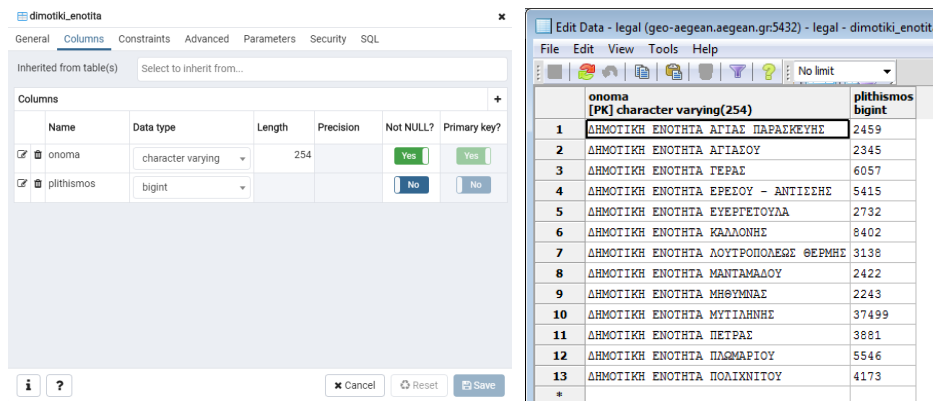 dimotiki_enotita
General Columns Constraints Advanced Parameters Security SQL
Inherited from table(s) Select to inherit from...
Columns
Name Data type Length Precision Not NULL? Primary key?
onoma character varying 254 Yes Yes
plithismos bigint No No
i ? Cancel Reset Save
Edit Data - legal (geo-aegean.aegean.gr:5432) - legal - dimotiki_enotit
File Edit View Tools Help
No limit
onoma plithismos
[PK] character varying(254) bigint
1 ΔΗΜΟΤΙΚΗ ΕΝΟΤΗΤΑ ΑΓΙΑΣ ΠΑΡΑΣΚΕΥΗΣ 2459
2 ΔΗΜΟΤΙΚΗ ΕΝΟΤΗΤΑ ΑΓΙΑΣΟΥ 2345
3 ΔΗΜΟΤΙΚΗ ΕΝΟΤΗΤΑ ΓΕΡΑΣ 6057
4 ΔΗΜΟΤΙΚΗ ΕΝΟΤΗΤΑ ΕΡΕΣΟΥ - ΑΝΤΙΣΣΗΣ 5415
5 ΔΗΜΟΤΙΚΗ ΕΝΟΤΗΤΑ ΕΥΕΡΓΕΤΟΥΛΑ 2732
6 ΔΗΜΟΤΙΚΗ ΕΝΟΤΗΤΑ ΚΑΛΛΟΝΗΣ 8402
7 ΔΗΜΟΤΙΚΗ ΕΝΟΤΗΤΑ ΛΟΥΤΡΟΠΟΛΕΩΣ ΘΕΡΜΗΣ 3138
8 ΔΗΜΟΤΙΚΗ ΕΝΟΤΗΤΑ ΜΑΝΤΑΜΑΔΟΥ 2422
9 ΔΗΜΟΤΙΚΗ ΕΝΟΤΗΤΑ ΜΗΘΥΜΝΑΣ 2243
10 ΔΗΜΟΤΙΚΗ ΕΝΟΤΗΤΑ ΜΥΤΙΛΗΝΗΣ 37499
11 ΔΗΜΟΤΙΚΗ ΕΝΟΤΗΤΑ ΠΕΤΡΑΣ 3881
12 ΔΗΜΟΤΙΚΗ ΕΝΟΤΗΤΑ ΠΛΩΜΑΡΙΟΥ 5546
13 ΔΗΜΟΤΙΚΗ ΕΝΟΤΗΤΑ ΠΟΛΙΧΝΙΤΟΥ 4173
*